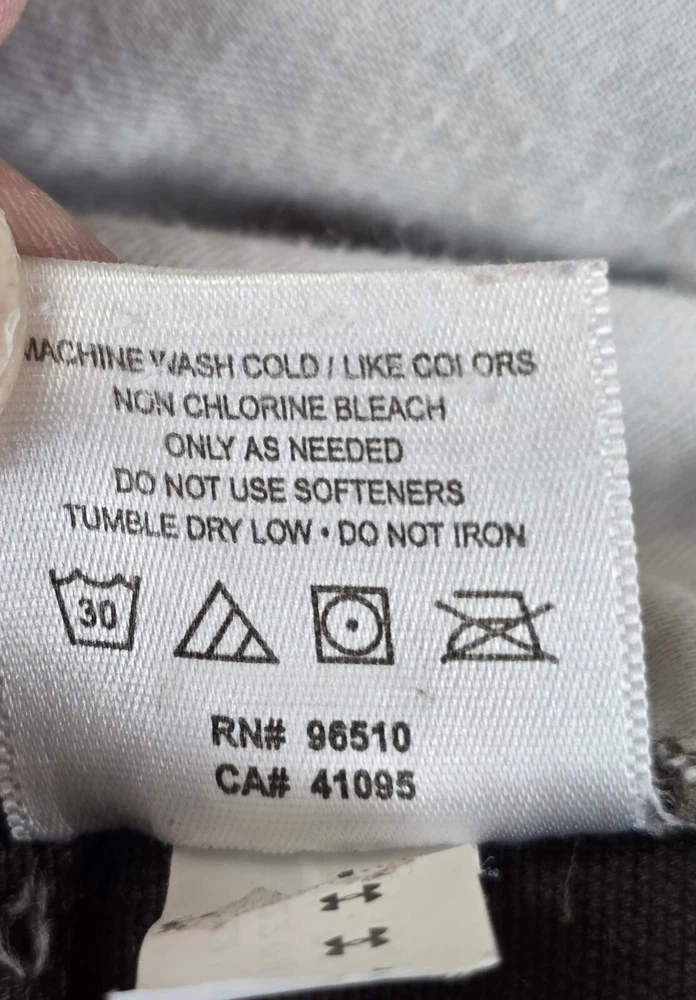 MACHINE WASH COLD / LIKE COLORS
NON CHLORINE BLEACH
ONLY AS NEEDED
DO NOT USE SOFTENERS
TUMBLE DRY LOW • DO NOT IRON
30
RN# 96510
CA# 41095